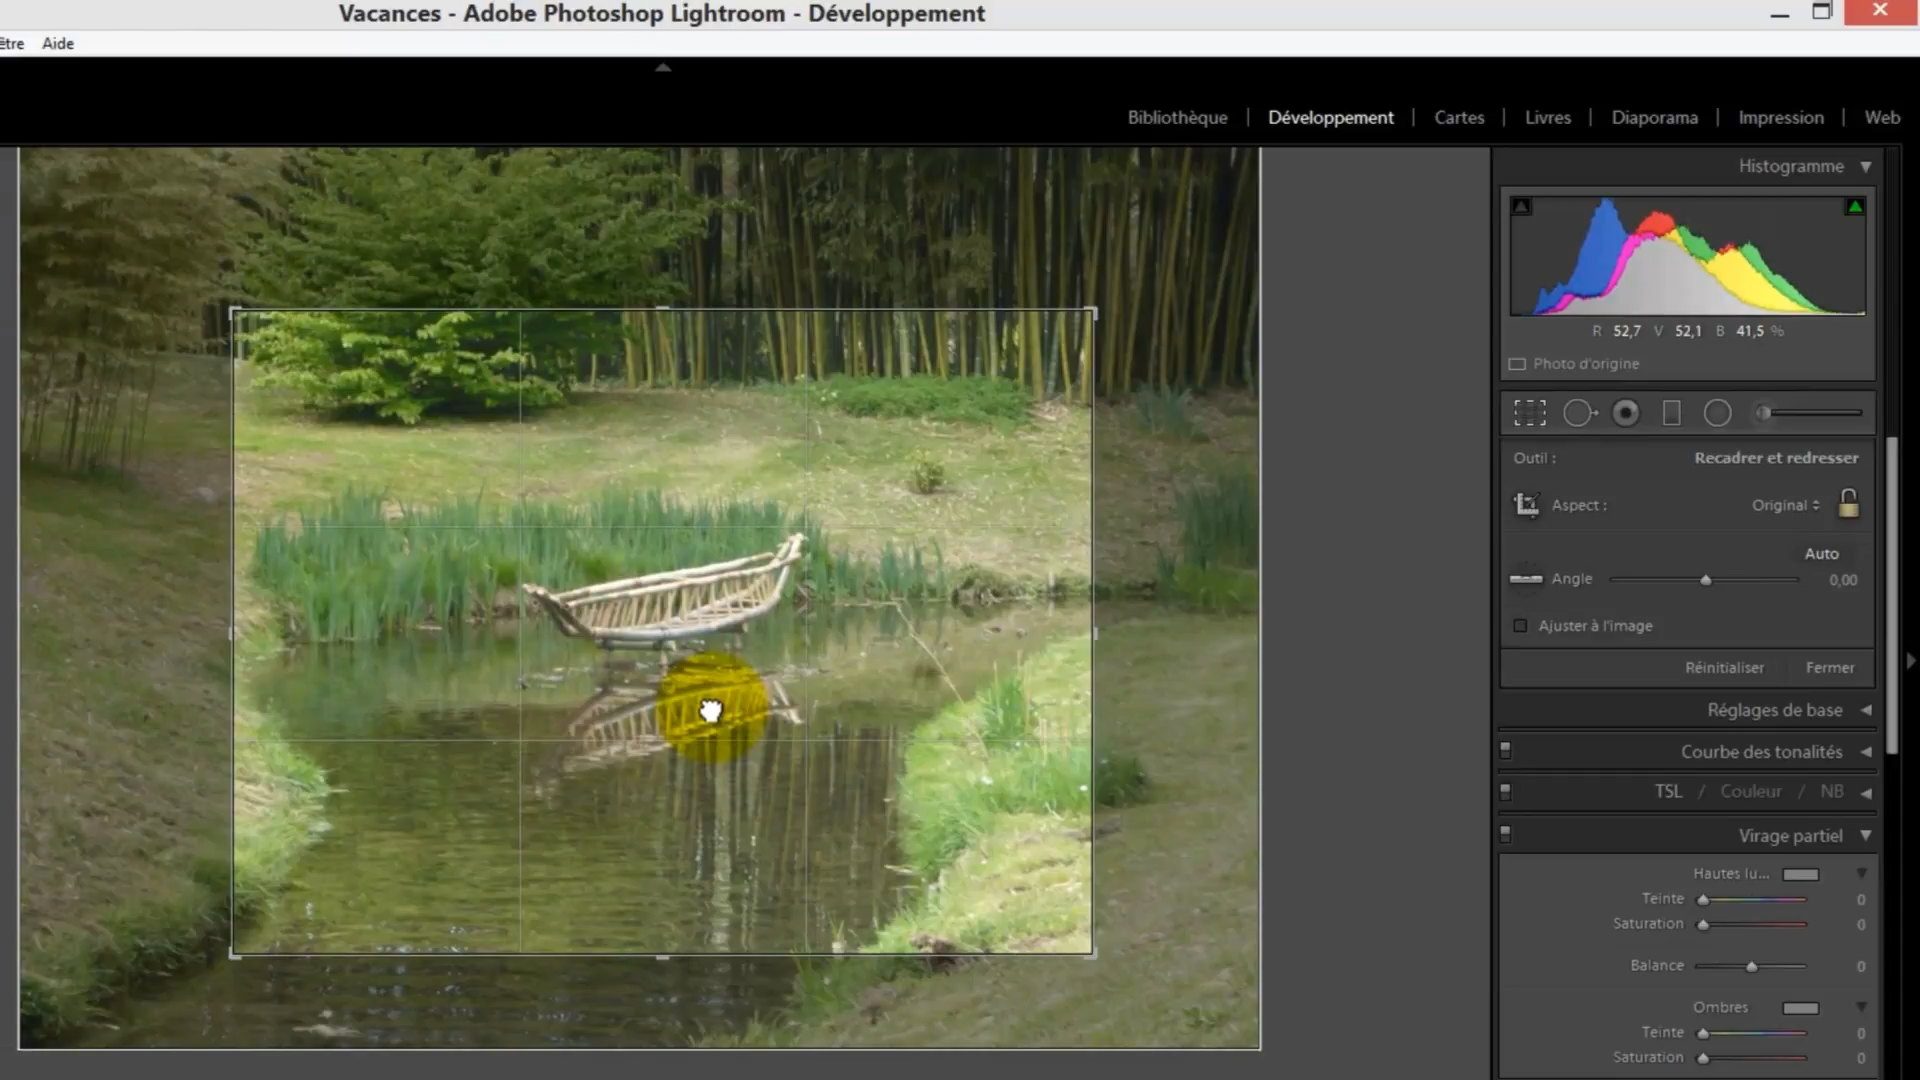 Vacances - Adobe Photoshop Lightroom - Développement
être Aide
Bibliothèque | Développement | Cartes | Livres | Diaporama | Impression | Web
Histogramme
R 52,7 V 52,1 B 41,5 %
Photo d'origine
Outil : Recadrer et redresser
Aspect : Original
Auto
Angle 0,00
Ajuster à l'image
Réinitialiser Fermer
Réglages de base
Courbe des tonalités
TSL / Couleur / NB
Virage partiel
Hautes lu...
Teinte 0
Saturation 0
Balance 0
Ombres
Teinte 0
Saturation 0